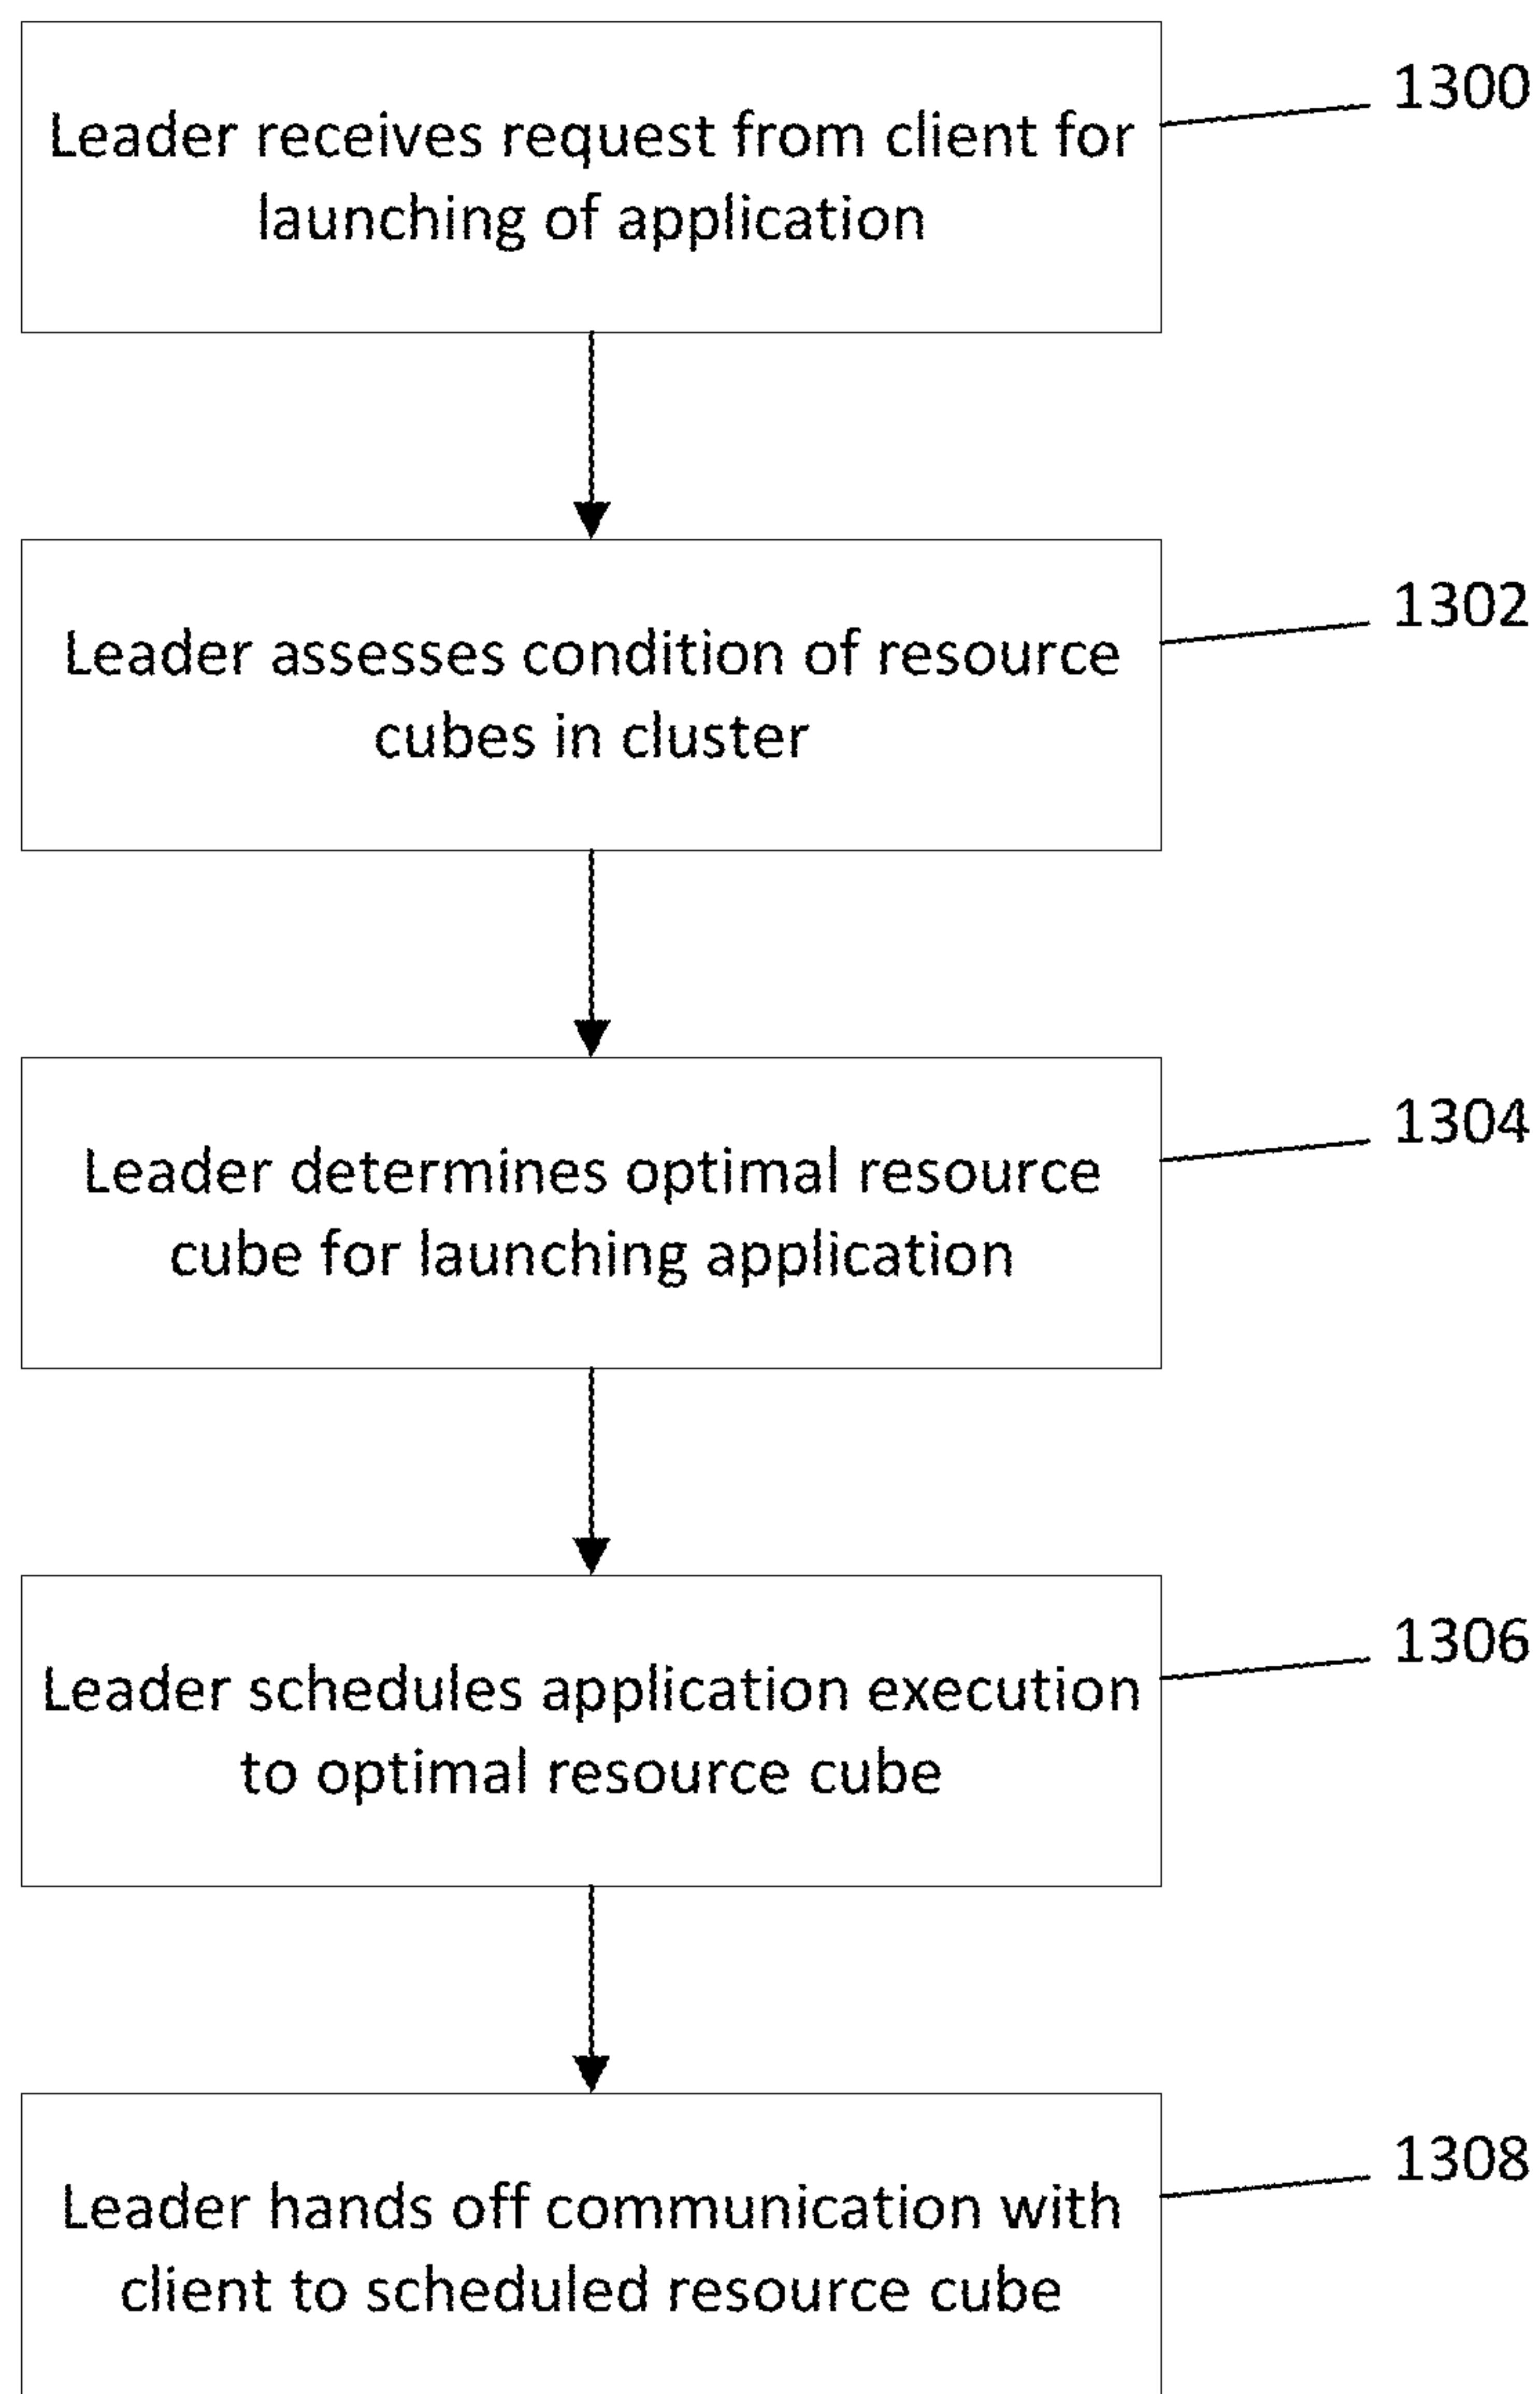 Leader receives request from client for
launching of application
1300
Leader assesses condition of resource
cubes in cluster
1302
Leader determines optimal resource
cube for launching application
1304
Leader schedules application execution
to optimal resource cube
1306
Leader hands off communication with
client to scheduled resource cube
1308